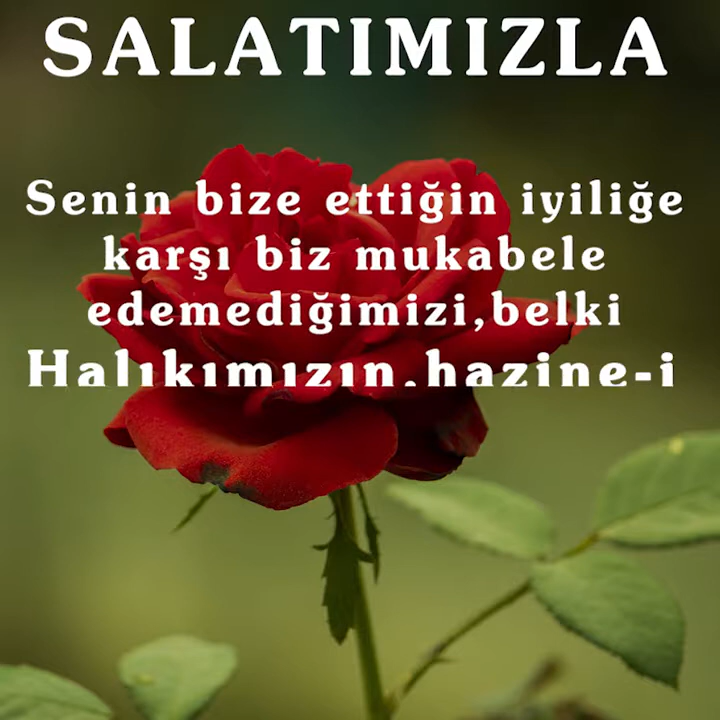 SALATIMIZLA
Senin bize ettiğin iyiliğe
karşı biz mukabele
edemediğimizi,belki
Halıkımızın,hazine-i